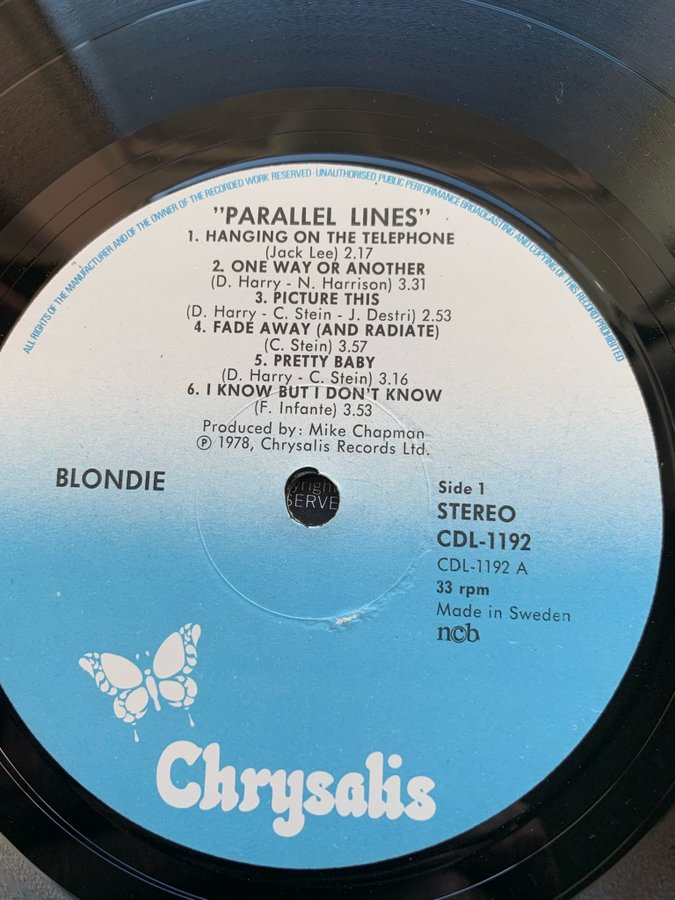 ALL RIGHTS OF THE MANUFACTURER AND OF THE OWNER OF THE RECORDED WORK RESERVED · UNAUTHORISED PUBLIC PERFORMANCE BROADCASTING AND COPYING OF THIS RECORD PROHIBITED
"PARALLEL LINES"
1. HANGING ON THE TELEPHONE
(Jack Lee) 2.17
2. ONE WAY OR ANOTHER
(D. Harry - N. Harrison) 3.31
3. PICTURE THIS
(D. Harry - C. Stein - J. Destri) 2.53
4. FADE AWAY (AND RADIATE)
(C. Stein) 3.57
5. PRETTY BABY
(D. Harry - C. Stein) 3.16
6. I KNOW BUT I DON'T KNOW
(F. Infante) 3.53
Produced by: Mike Chapman
℗ 1978, Chrysalis Records Ltd.
BLONDIE
Side 1
STEREO
CDL-1192
CDL-1192 A
33 rpm
Made in Sweden
ncb
Chrysalis